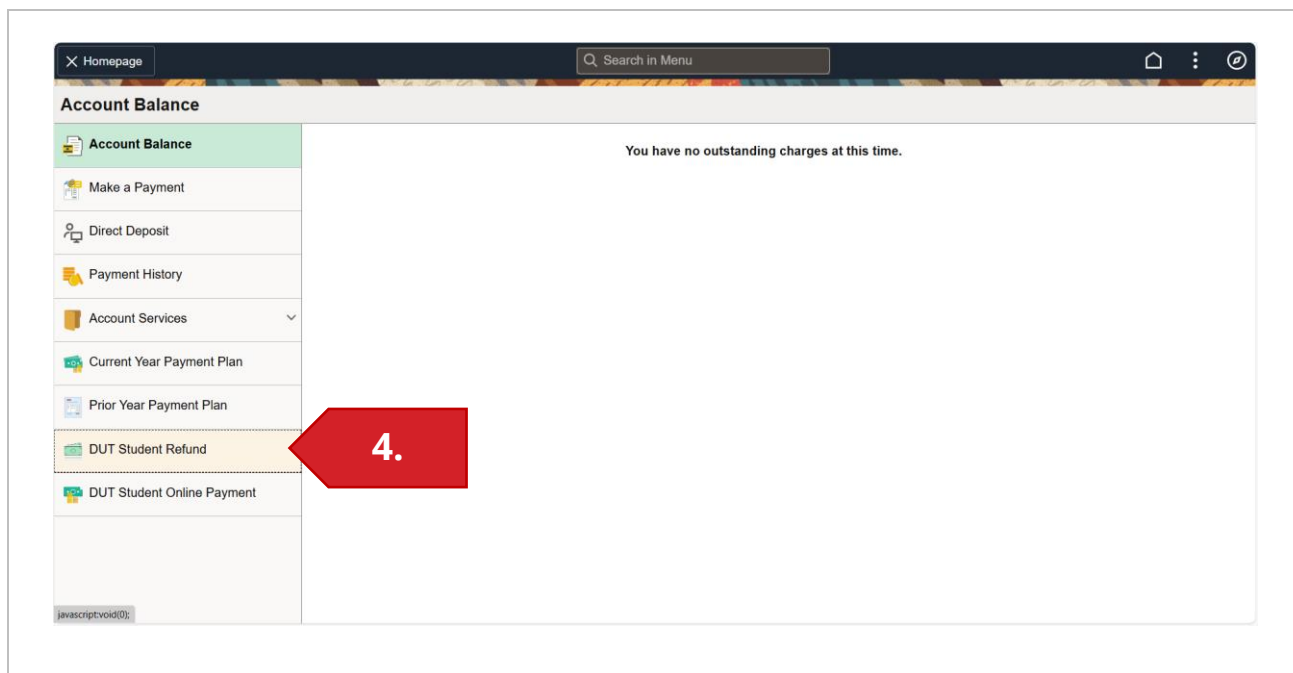 Homepage
Search in Menu
Account Balance
Account Balance
You have no outstanding charges at this time.
Make a Payment
Direct Deposit
Payment History
Account Services
Current Year Payment Plan
Prior Year Payment Plan
DUT Student Refund
4.
DUT Student Online Payment
javascript:void(0);